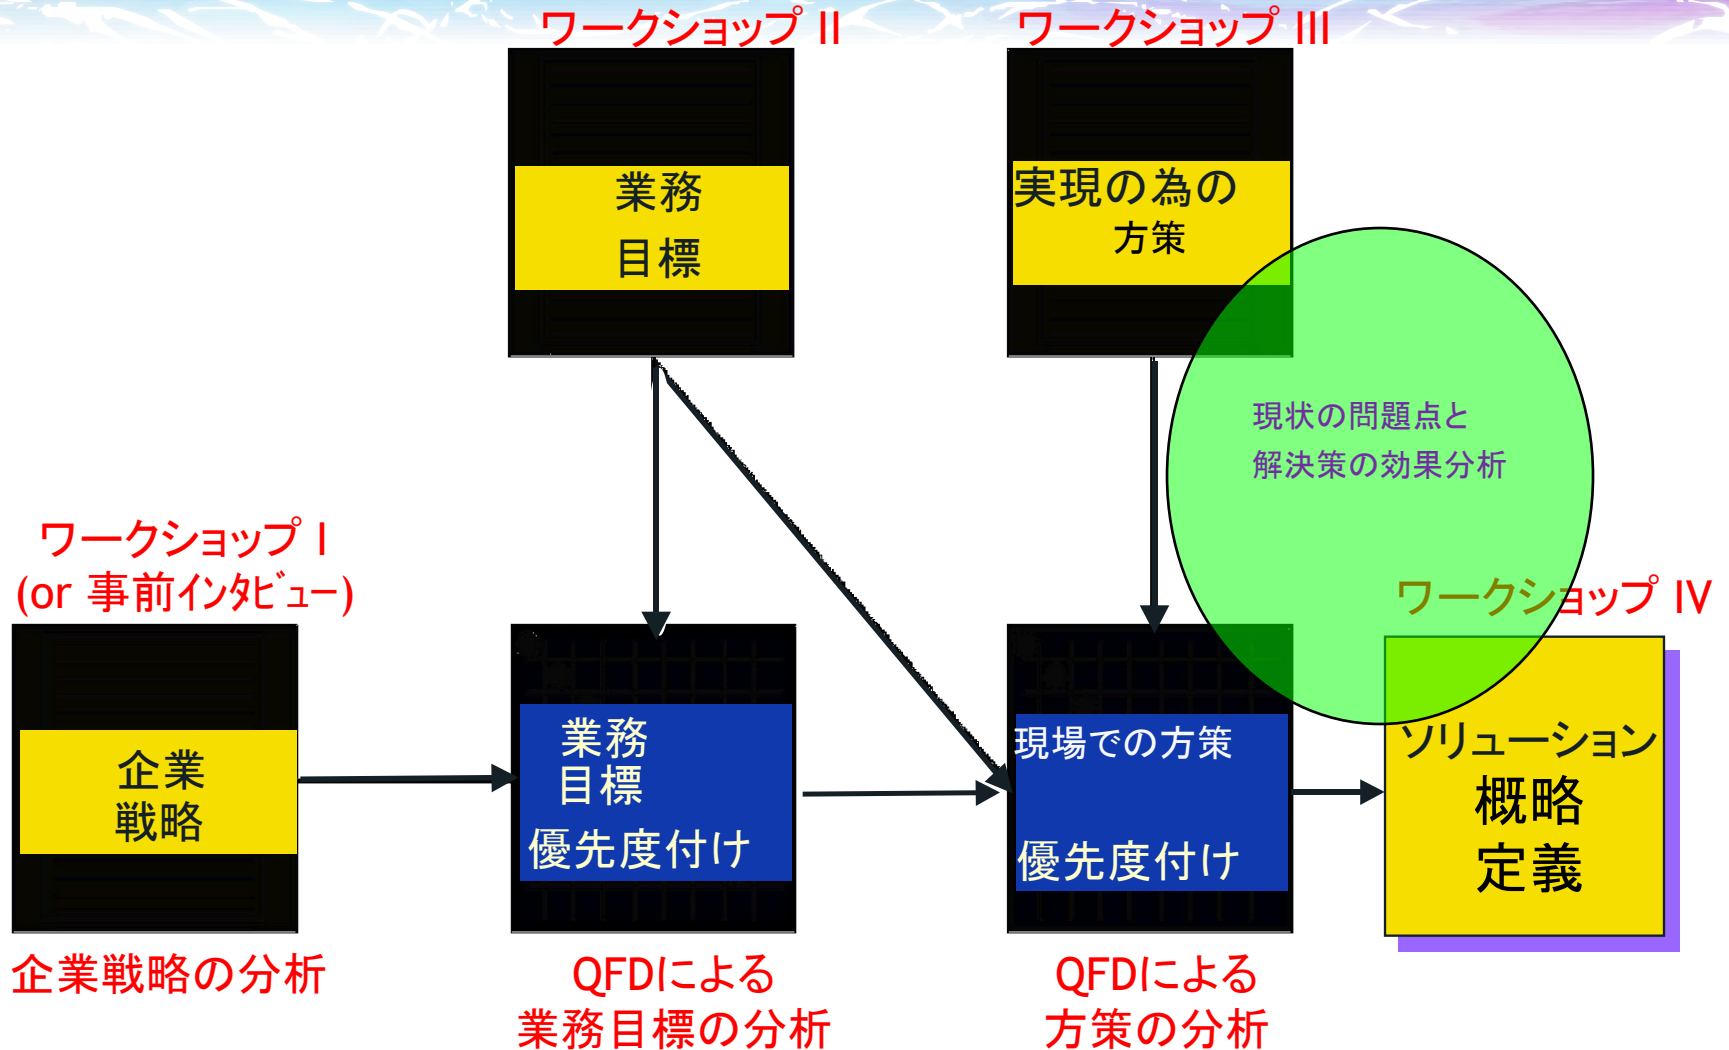 ワークショップ II
ワークショップ III
業務
目標
実現の為の
方策
現状の問題点と
解決策の効果分析
ワークショップ I
(or 事前インタビュー)
ワークショップ IV
企業
戦略
業務
目標
優先度付け
現場での方策
優先度付け
ソリューション
概略
定義
企業戦略の分析
QFDによる
業務目標の分析
QFDによる
方策の分析